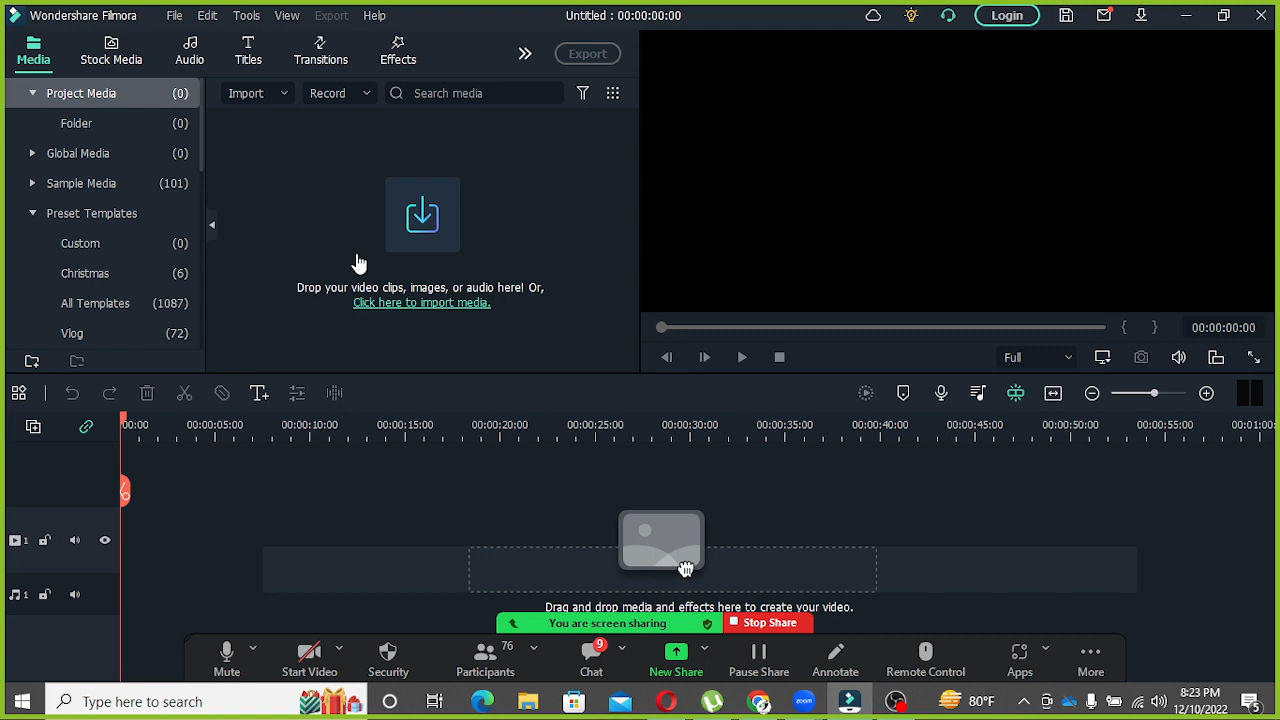 Wondershare Filmora File Edit Tools View Export Help Untitled : 00:00:00:00 Login
Media Stock Media Audio Titles Transitions Effects Export
Project Media (0) Import Record Search media
Folder (0)
Global Media (0)
Sample Media (101)
Preset Templates
Custom (0)
Christmas (6)
Drop your video clips, images, or audio here! Or,
All Templates (1087) Click here to import media.
00:00:00:00
Vlog (72)
Full
00:00 00:00:05:00 00:00:10:00 00:00:15:00 00:00:20:00 00:00:25:00 00:00:30:00 00:00:35:00 00:00:40:00 00:00:45:00 00:00:50:00 00:00:55:00 00:01:00:
1
1
Drag and drop media and effects here to create your video.
You are screen sharing Stop Share
76 9
Mute Start Video Security Participants Chat New Share Pause Share Annotate Remote Control Apps More
Type here to search zoom 80°F 8:23 PM
12/10/2022 5